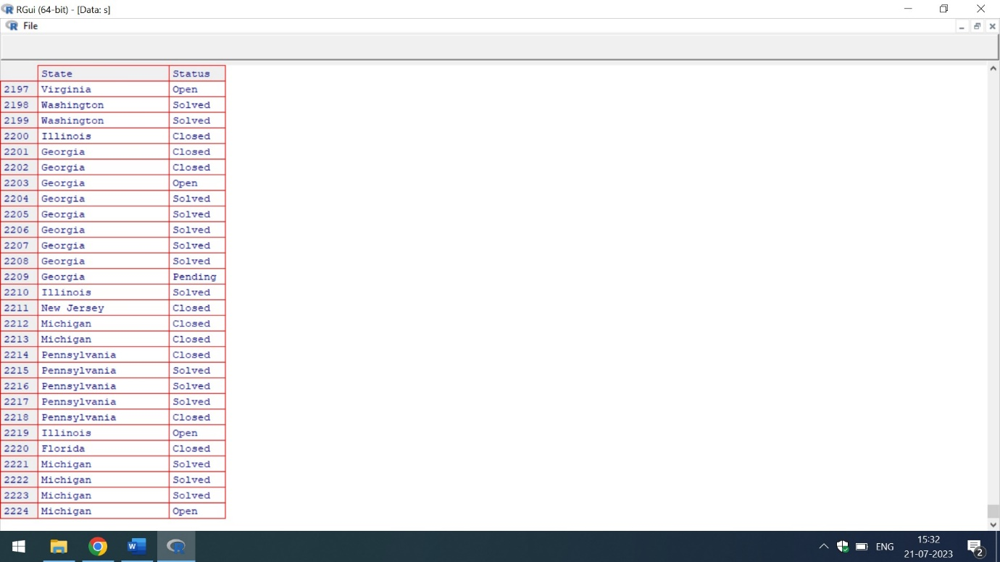 RGui (64-bit) - [Data: s]
File
State Status
2197 Virginia Open
2198 Washington Solved
2199 Washington Solved
2200 Illinois Closed
2201 Georgia Closed
2202 Georgia Closed
2203 Georgia Open
2204 Georgia Solved
2205 Georgia Solved
2206 Georgia Solved
2207 Georgia Solved
2208 Georgia Solved
2209 Georgia Pending
2210 Illinois Solved
2211 New Jersey Closed
2212 Michigan Closed
2213 Michigan Closed
2214 Pennsylvania Closed
2215 Pennsylvania Solved
2216 Pennsylvania Solved
2217 Pennsylvania Solved
2218 Pennsylvania Closed
2219 Illinois Open
2220 Florida Closed
2221 Michigan Solved
2222 Michigan Solved
2223 Michigan Solved
2224 Michigan Open
ENG 15:32
21-07-2023 2